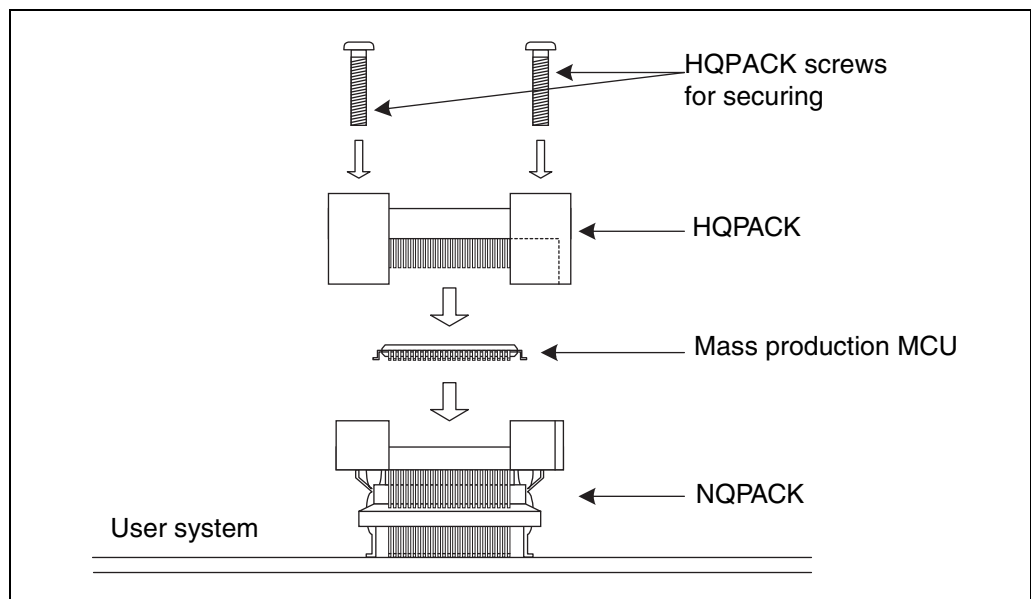 HQPACK screws
for securing
HQPACK
Mass production MCU
NQPACK
User system